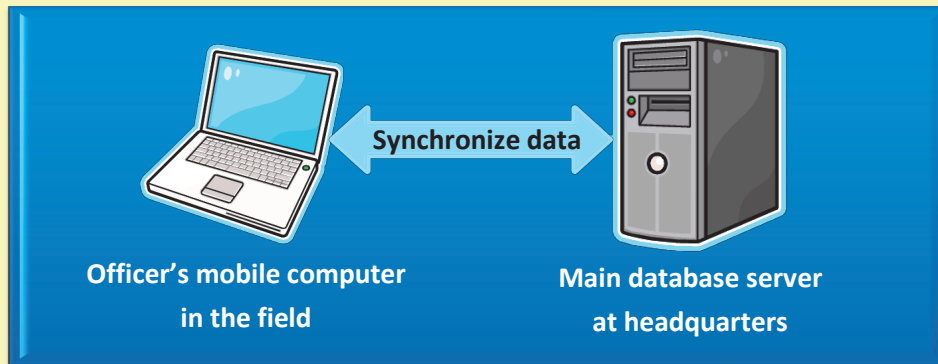 Synchronize data
Officer’s mobile computer
in the field
Main database server
at headquarters